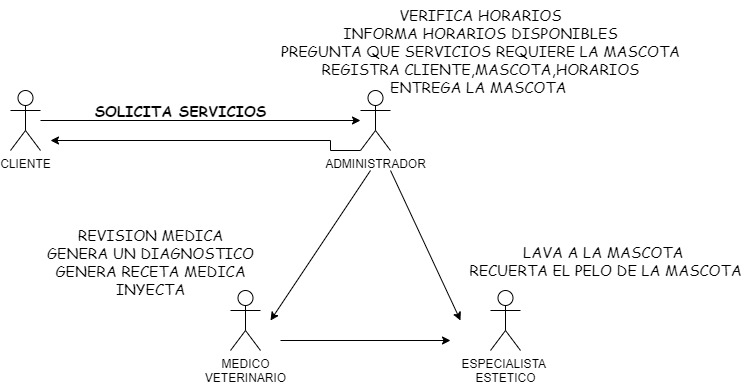 VERIFICA HORARIOS
INFORMA HORARIOS DISPONIBLES
PREGUNTA QUE SERVICIOS REQUIERE LA MASCOTA
REGISTRA CLIENTE,MASCOTA,HORARIOS
ENTREGA LA MASCOTA
SOLICITA SERVICIOS
CLIENTE
ADMINISTRADOR
REVISION MEDICA
GENERA UN DIAGNOSTICO
GENERA RECETA MEDICA
INYECTA
LAVA A LA MASCOTA
RECUERTA EL PELO DE LA MASCOTA
MEDICO
VETERINARIO
ESPECIALISTA
ESTETICO